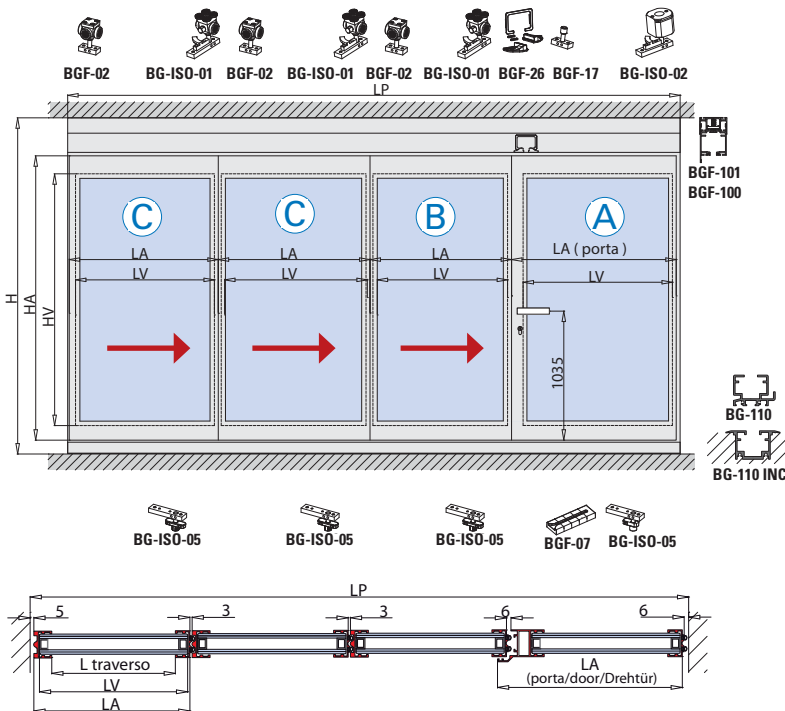 BGF-02 BG-ISO-01 BGF-02 BG-ISO-01 BGF-02 BG-ISO-01 BGF-26 BGF-17 BG-ISO-02
LP
BGF-101
BGF-100
C C B A
LA LA LA LA ( porta )
LV LV LV LV
H
HA
HV
1035
BG-110
BG-110 INC
BG-ISO-05 BG-ISO-05 BG-ISO-05 BGF-07 BG-ISO-05
LP
5 3 3 6 6
L traverso
LV
LA
LA
(porta/door/Drehtür)